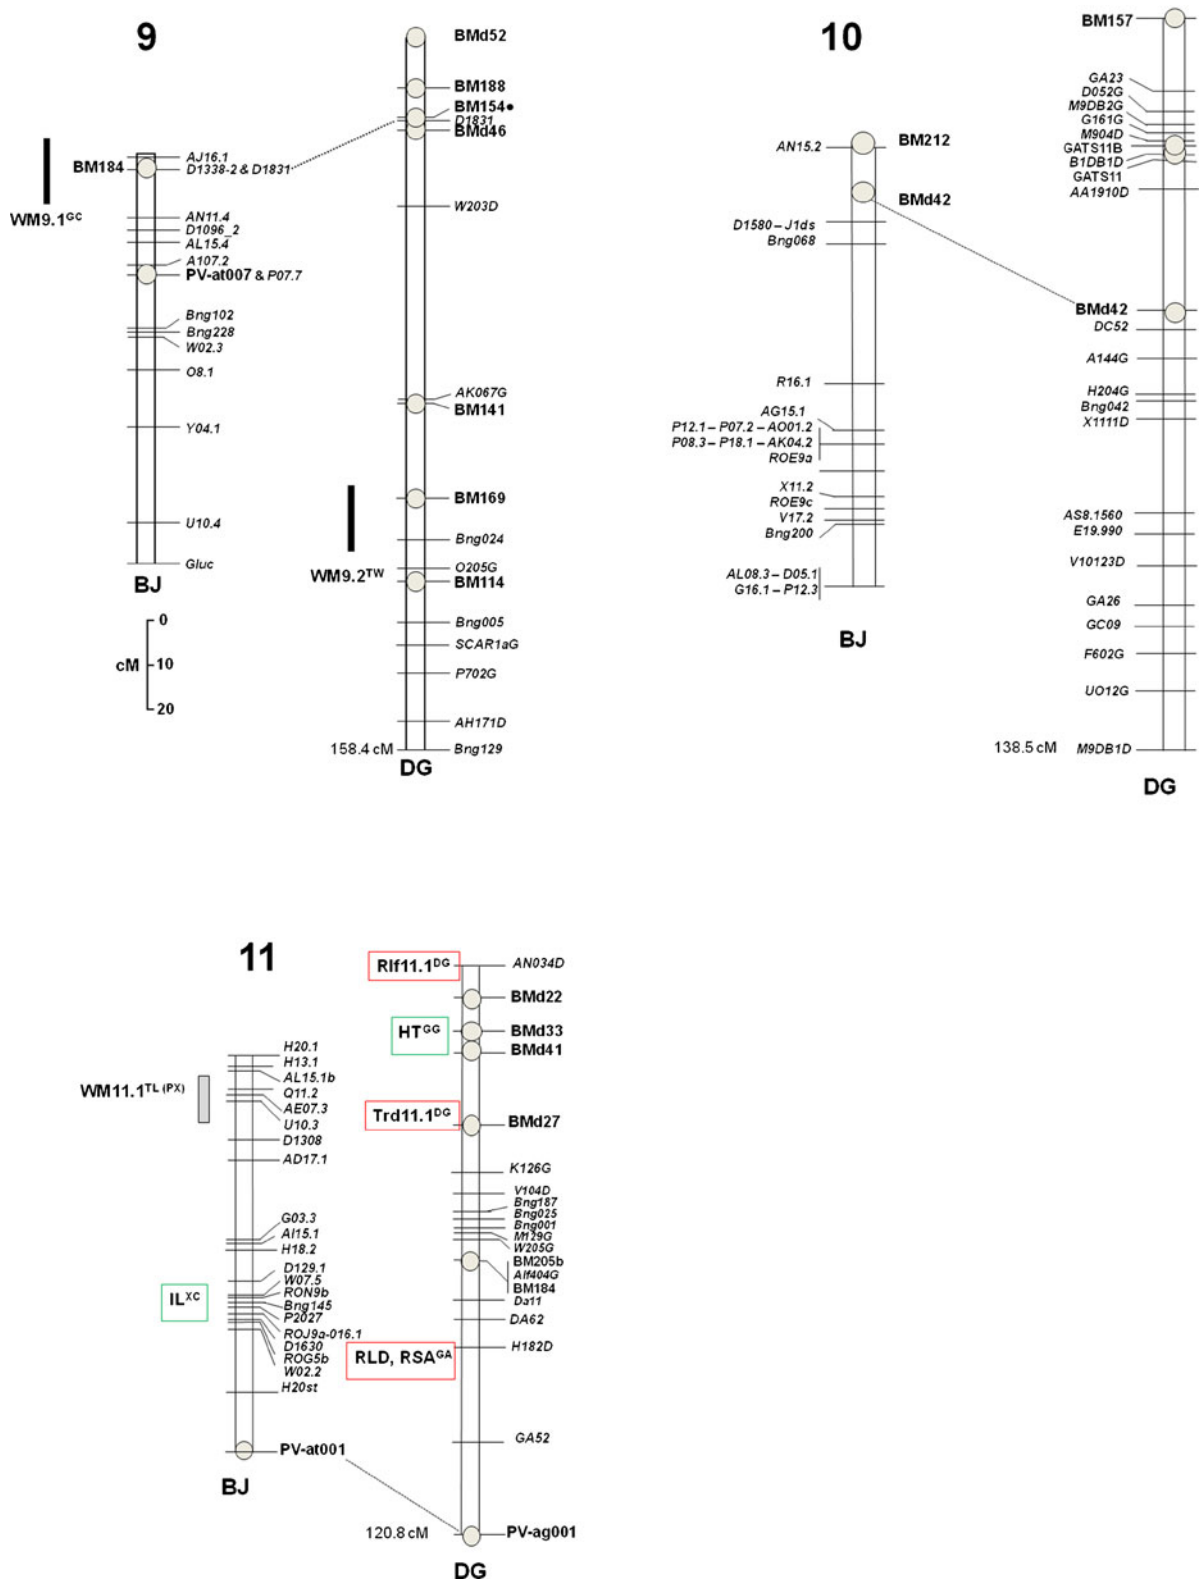 9
BM184
AJ16.1
D1338-2 & D1831
WM9.1GC
AN11.4
D1096_2
AL15.4
A107.2
PV-at007 & P07.7
Bng102
Bng228
W02.3
O8.1
Y04.1
U10.4
Gluc
BJ
0
cM
10
20
BMd52
BM188
BM154•
D1831
BMd46
W203D
AK067G
BM141
BM169
Bng024
WM9.2TW
O205G
BM114
Bng005
SCAR1aG
P702G
AH171D
158.4 cM
Bng129
DG
10
AN15.2
BM212
BMd42
D1580 – J1ds
Bng068
R16.1
AG15.1
P12.1 – P07.2 – AO01.2
P08.3 – P18.1 – AK04.2
ROE9a
X11.2
ROE9c
V17.2
Bng200
AL08.3 – D05.1
G16.1 – P12.3
BJ
BM157
GA23
D052G
M9DB2G
G161G
M904D
GATS11B
B1DB1D
GATS11
AA1910D
BMd42
DC52
A144G
H204G
Bng042
X1111D
AS8.1560
E19.990
V10123D
GA26
GC09
F602G
UO12G
138.5 cM
M9DB1D
DG
11
H20.1
H13.1
AL15.1b
WM11.1TL (PX)
Q11.2
AE07.3
U10.3
D1308
AD17.1
G03.3
AI15.1
H18.2
D129.1
W07.5
ILXC
RON9b
Bng145
P2027
ROJ9a-016.1
D1630
ROG5b
W02.2
H20st
PV-at001
BJ
Rlf11.1DG
AN034D
BMd22
HTGG
BMd33
BMd41
Trd11.1DG
BMd27
K126G
V104D
Bng187
Bng025
Bng001
M129G
W205G
BM205b
Alf404G
BM184
Da11
DA62
RLD, RSAGA
H182D
GA52
120.8 cM
PV-ag001
DG